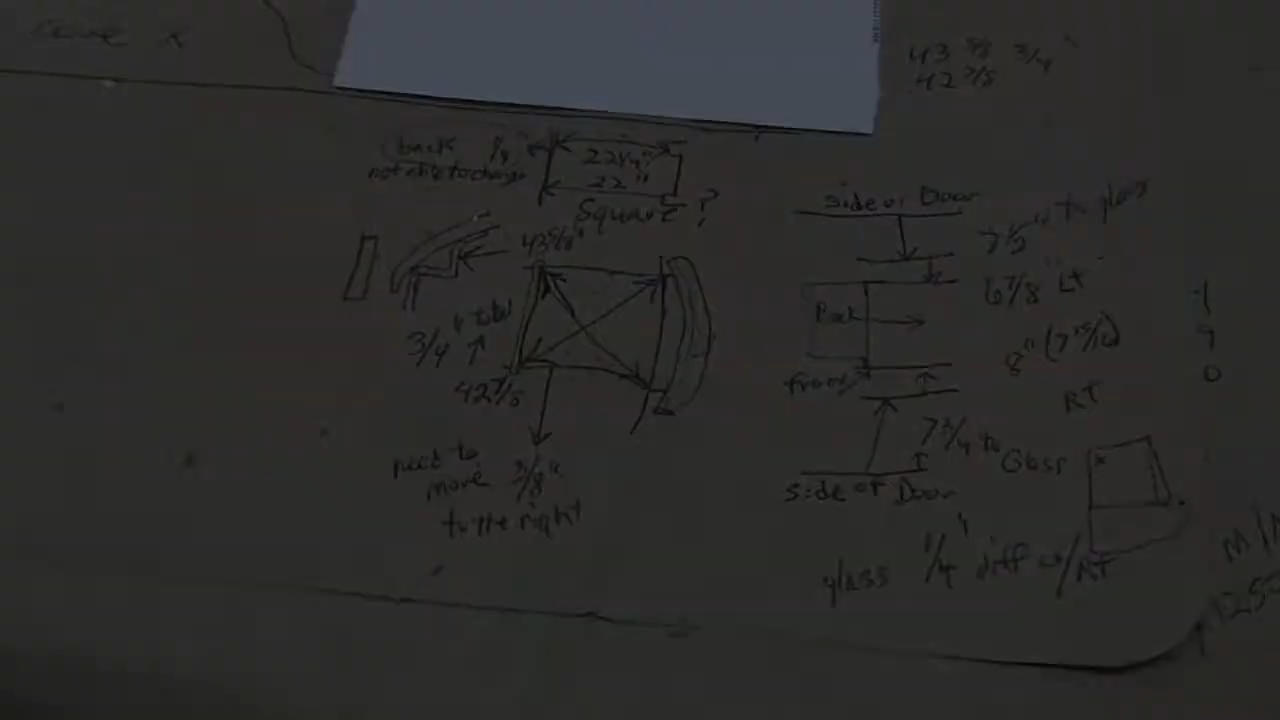 43 5/8 3/4"
42 7/8
(back
not able to change
22 1/4"
22"
Square ?
43 5/8"
3/4" total
42 7/8
need to
move 3/8"
to the right
side of Door
7 1/2" to glass
6 7/8" LT
Back
8" (7 15/16)
front
RT
7 3/4 to
Glass
side of Door
glass 1/4" diff w/RT